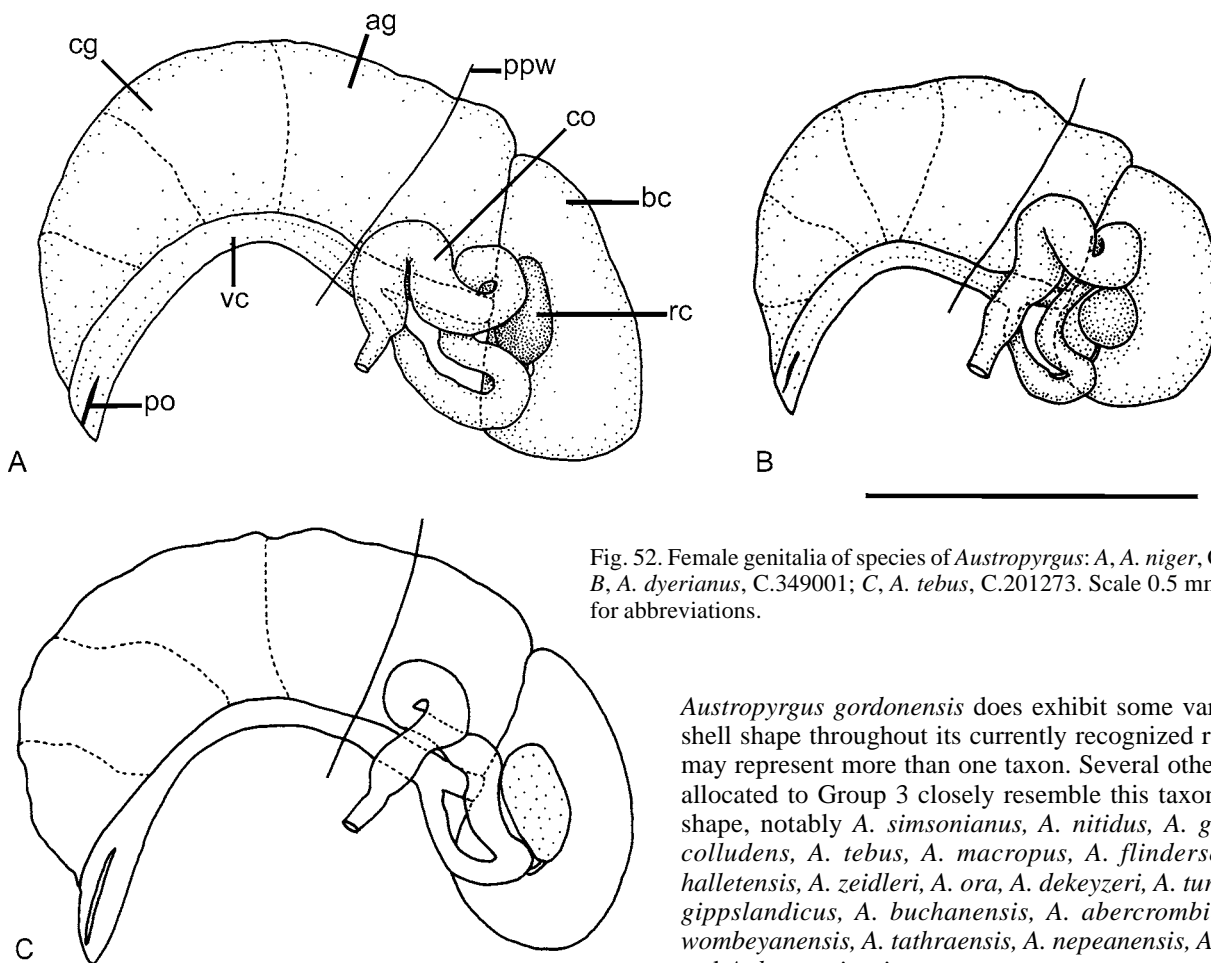 cg
ag
ppw
co
bc
rc
vc
po
A
B
Fig. 52. Female genitalia of species of Austropyrgus: A, A. niger,
B, A. dyerianus, C.349001; C, A. tebus, C.201273. Scale 0.5 mm
for abbreviations.
C
Austropyrgus gordonensis does exhibit some var
shell shape throughout its currently recognized r
may represent more than one taxon. Several othe
allocated to Group 3 closely resemble this taxon
shape, notably A. simsonianus, A. nitidus, A. g
colludens, A. tebus, A. macropus, A. flinders
halletensis, A. zeidleri, A. ora, A. dekeyzeri, A. tur
gippslandicus, A. buchanensis, A. abercrombi
wombeyanensis, A. tathraensis, A. nepeanensis, A